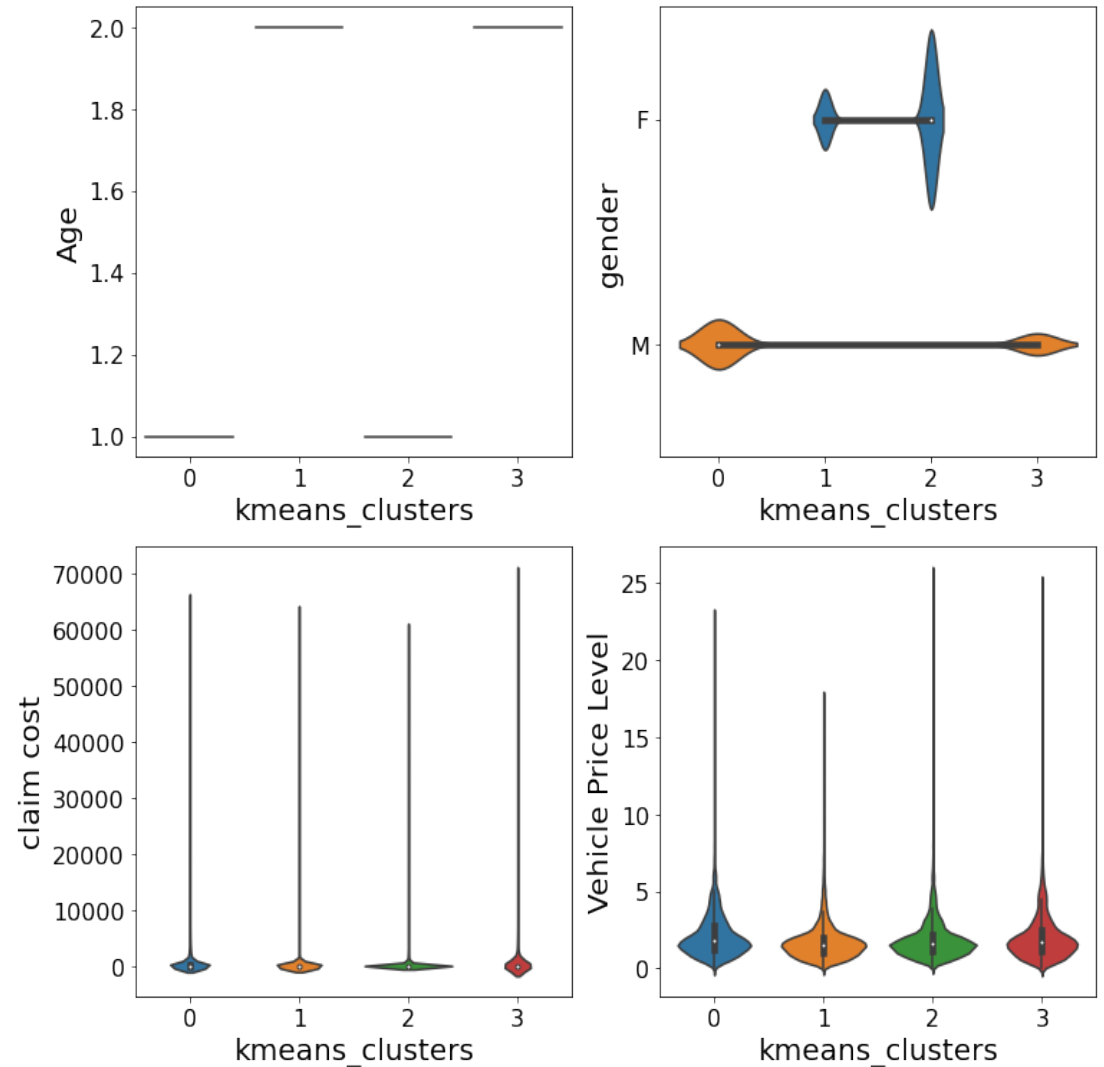 2.0
1.8
1.6
1.4
1.2
1.0
Age
0 1 2 3
kmeans_clusters
F
M
gender
0 1 2 3
kmeans_clusters
70000
60000
50000
40000
30000
20000
10000
0
claim cost
0 1 2 3
kmeans_clusters
25
20
15
10
5
0
Vehicle Price Level
0 1 2 3
kmeans_clusters